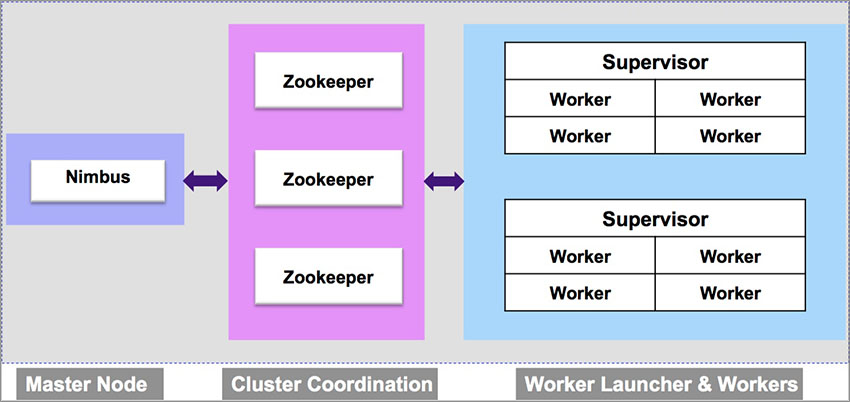 Nimbus
Zookeeper
Zookeeper
Zookeeper
Supervisor
Worker Worker
Worker Worker
Supervisor
Worker Worker
Worker Worker
Master Node
Cluster Coordination
Worker Launcher & Workers